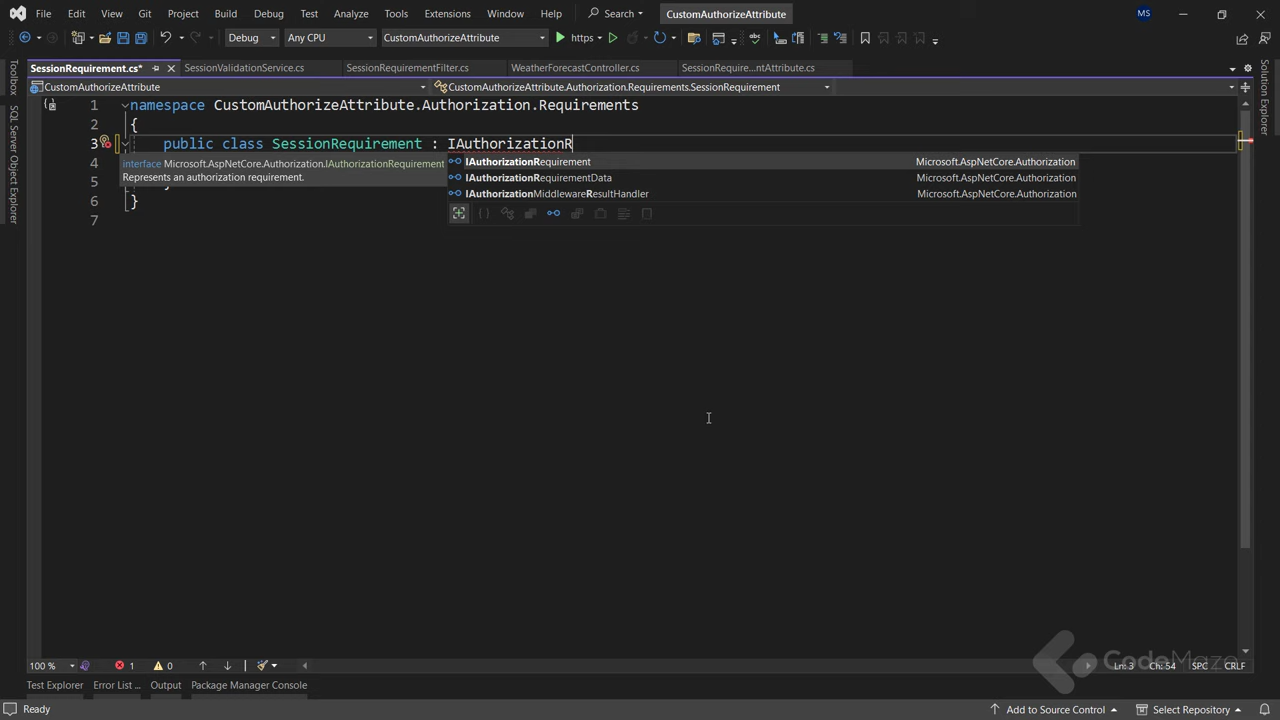 File Edit View Git Project Build Debug Test Analyze Tools Extensions Window Help Search CustomAuthorizeAttribute MS
Debug Any CPU CustomAuthorizeAttribute https
SessionRequirement.cs* SessionValidationService.cs SessionRequirementFilter.cs WeatherForecastController.cs SessionRequire...ntAttribute.cs
CustomAuthorizeAttribute CustomAuthorizeAttribute.Authorization.Requirements.SessionRequirement
Toolbox
SQL Server Object Explorer
Solution Explorer
1 namespace CustomAuthorizeAttribute.Authorization.Requirements
2 {
3 public class SessionRequirement : IAuthorizationR
interface Microsoft.AspNetCore.Authorization.IAuthorizationRequirement
Represents an authorization requirement.
IAuthorizationRequirement Microsoft.AspNetCore.Authorization
IAuthorizationRequirementData Microsoft.AspNetCore.Authorization
IAuthorizationMiddlewareResultHandler Microsoft.AspNetCore.Authorization
4
5 }
6 }
7
CodeMaze
100 % 1 0 Ln: 3 Ch: 54 SPC CRLF
Test Explorer Error List ... Output Package Manager Console
Ready Add to Source Control Select Repository